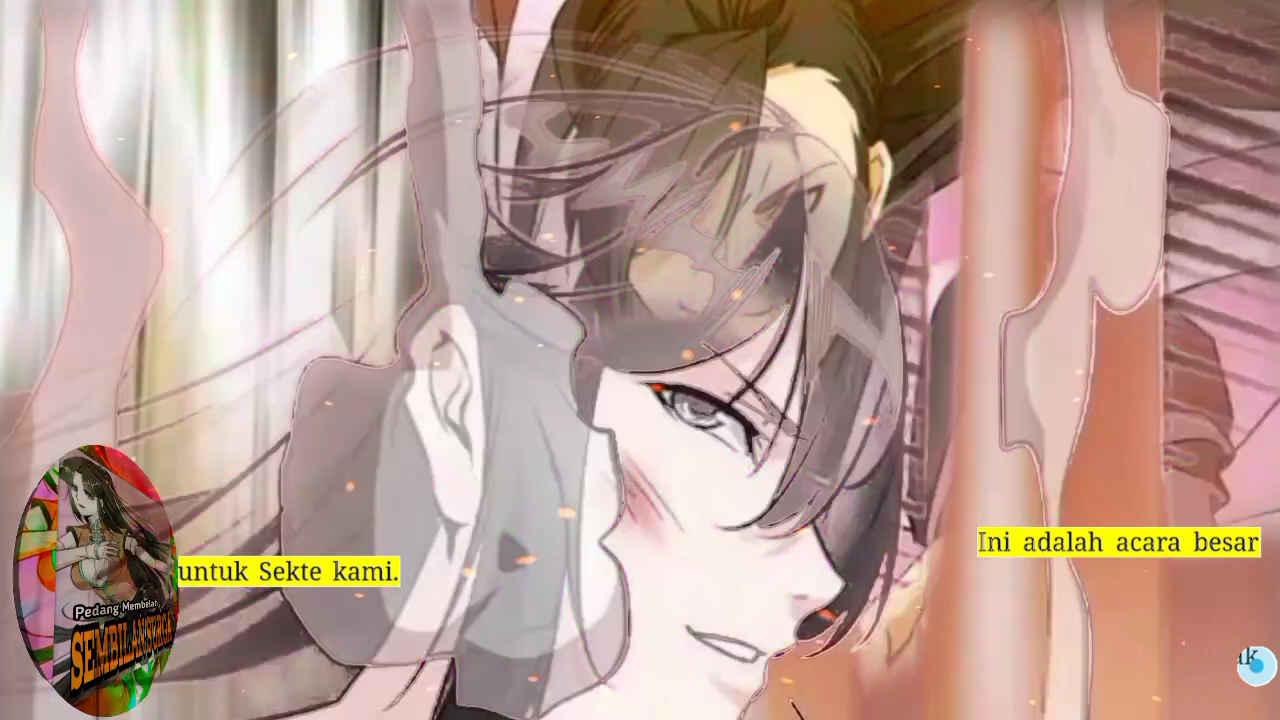 Ini adalah acara besar
untuk Sekte kami.
Pedang Membelah
SEMBILAN SURGA